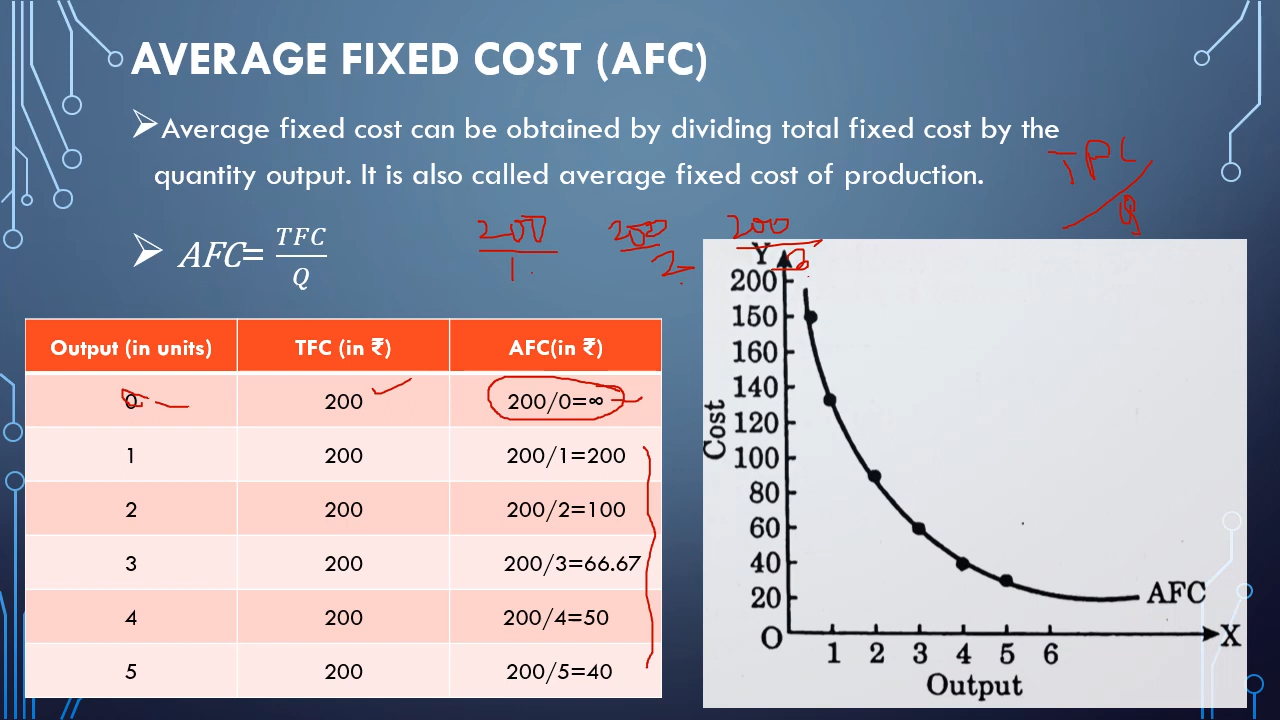 AVERAGE FIXED COST (AFC)
➢Average fixed cost can be obtained by dividing total fixed cost by the
quantity output. It is also called average fixed cost of production.
TPC/Q
➢ AFC= TFC/Q
200/1 200/2 200/3
Output (in units) TFC (in ₹) AFC(in ₹)
0 200 200/0=∞
1 200 200/1=200
2 200 200/2=100
3 200 200/3=66.67
4 200 200/4=50
5 200 200/5=40
Y
200
150
160
140
120
100
80
60
40
20
O
Cost
AFC
X
1 2 3 4 5 6
Output